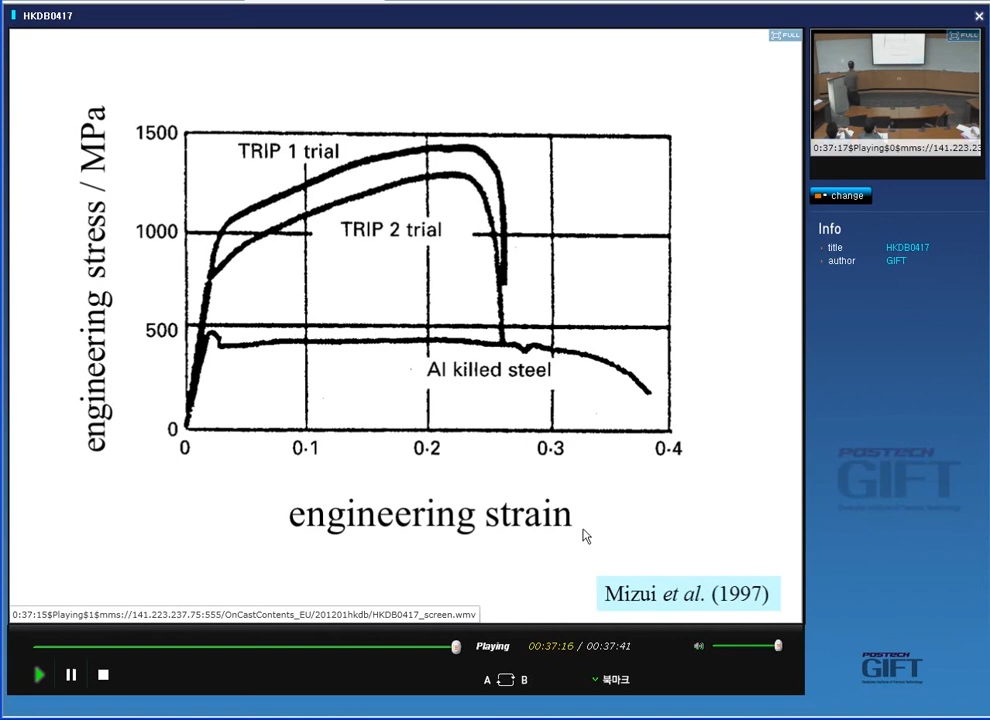 HKDB0417
FULL
FULL
1500
TRIP 1 trial
1000
TRIP 2 trial
500
Al killed steel
0
0 0·1 0·2 0·3 0·4
engineering stress / MPa
engineering strain
Mizui et al. (1997)
0:37:15$Playing$1$mms://141.223.237.75:555/OnCastContents_EU/201201hkdb/HKDB0417_screen.wmv
Playing 00:37:16 / 00:37:41
A B
북마크
0:37:17$Playing$0$mms://141.223.23
change
Info
title HKDB0417
author GIFT
POSTECH
GIFT
POSTECH
GIFT